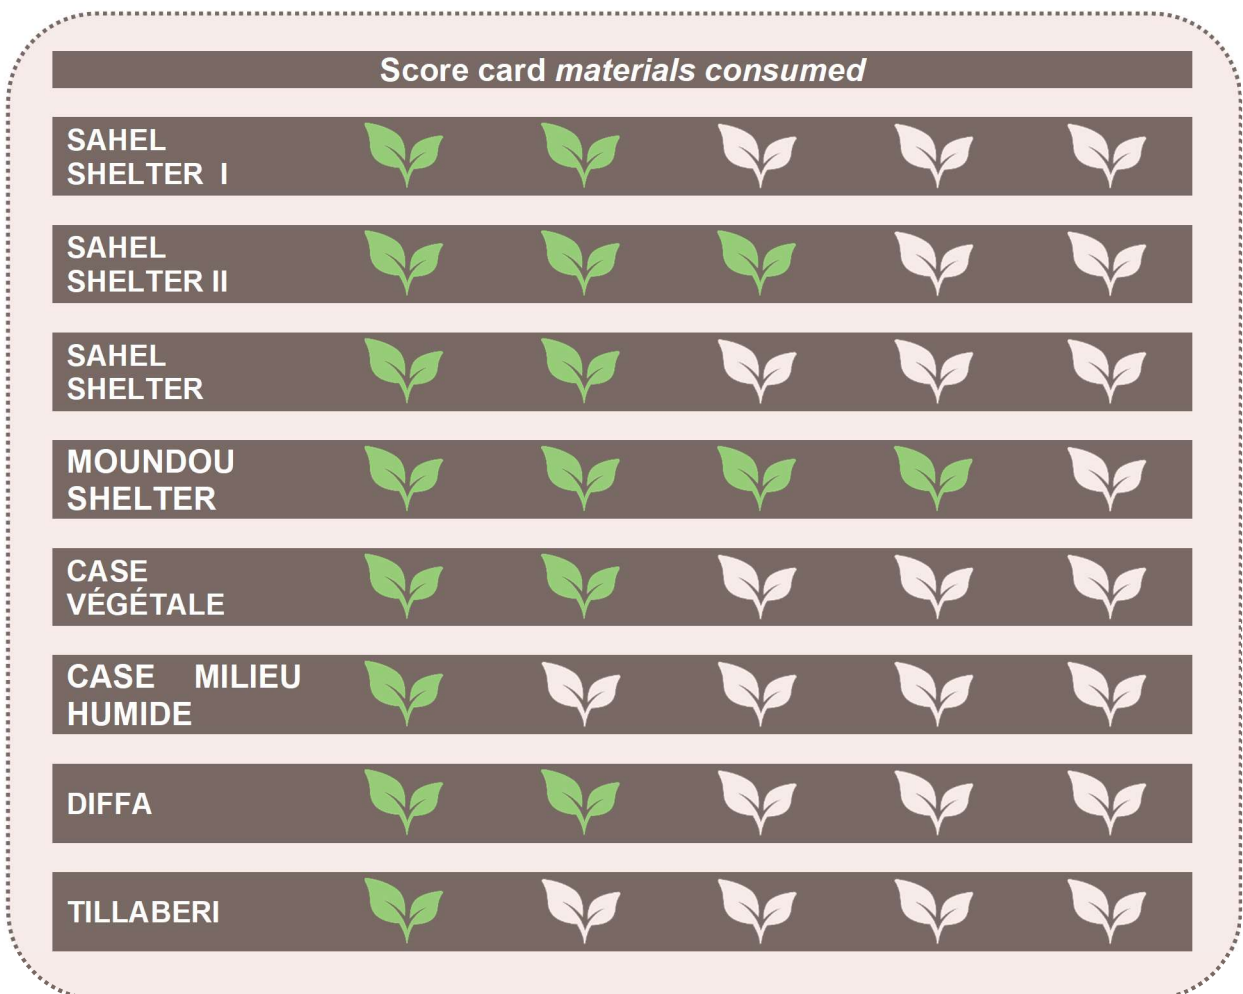 Score card materials consumed
SAHEL
SHELTER I
SAHEL
SHELTER II
SAHEL
SHELTER
MOUNDOU
SHELTER
CASE
VÉGÉTALE
CASE MILIEU
HUMIDE
DIFFA
TILLABERI